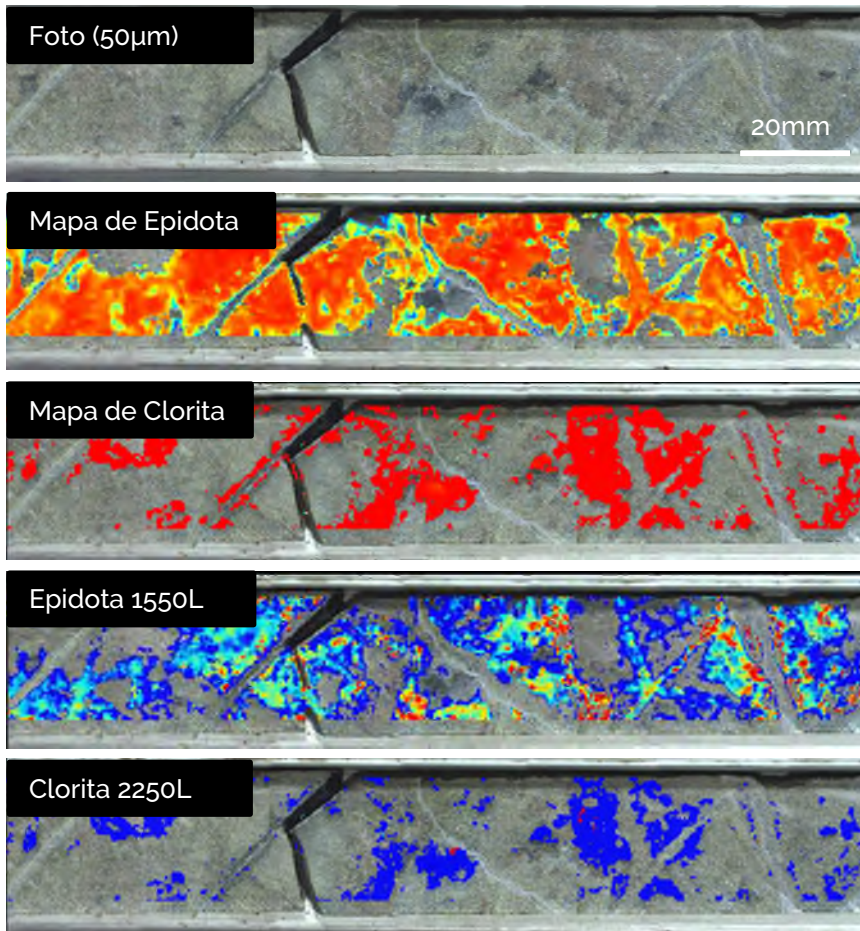 Foto (50µm)
20mm
Mapa de Epidota
Mapa de Clorita
Epidota 1550L
Clorita 2250L